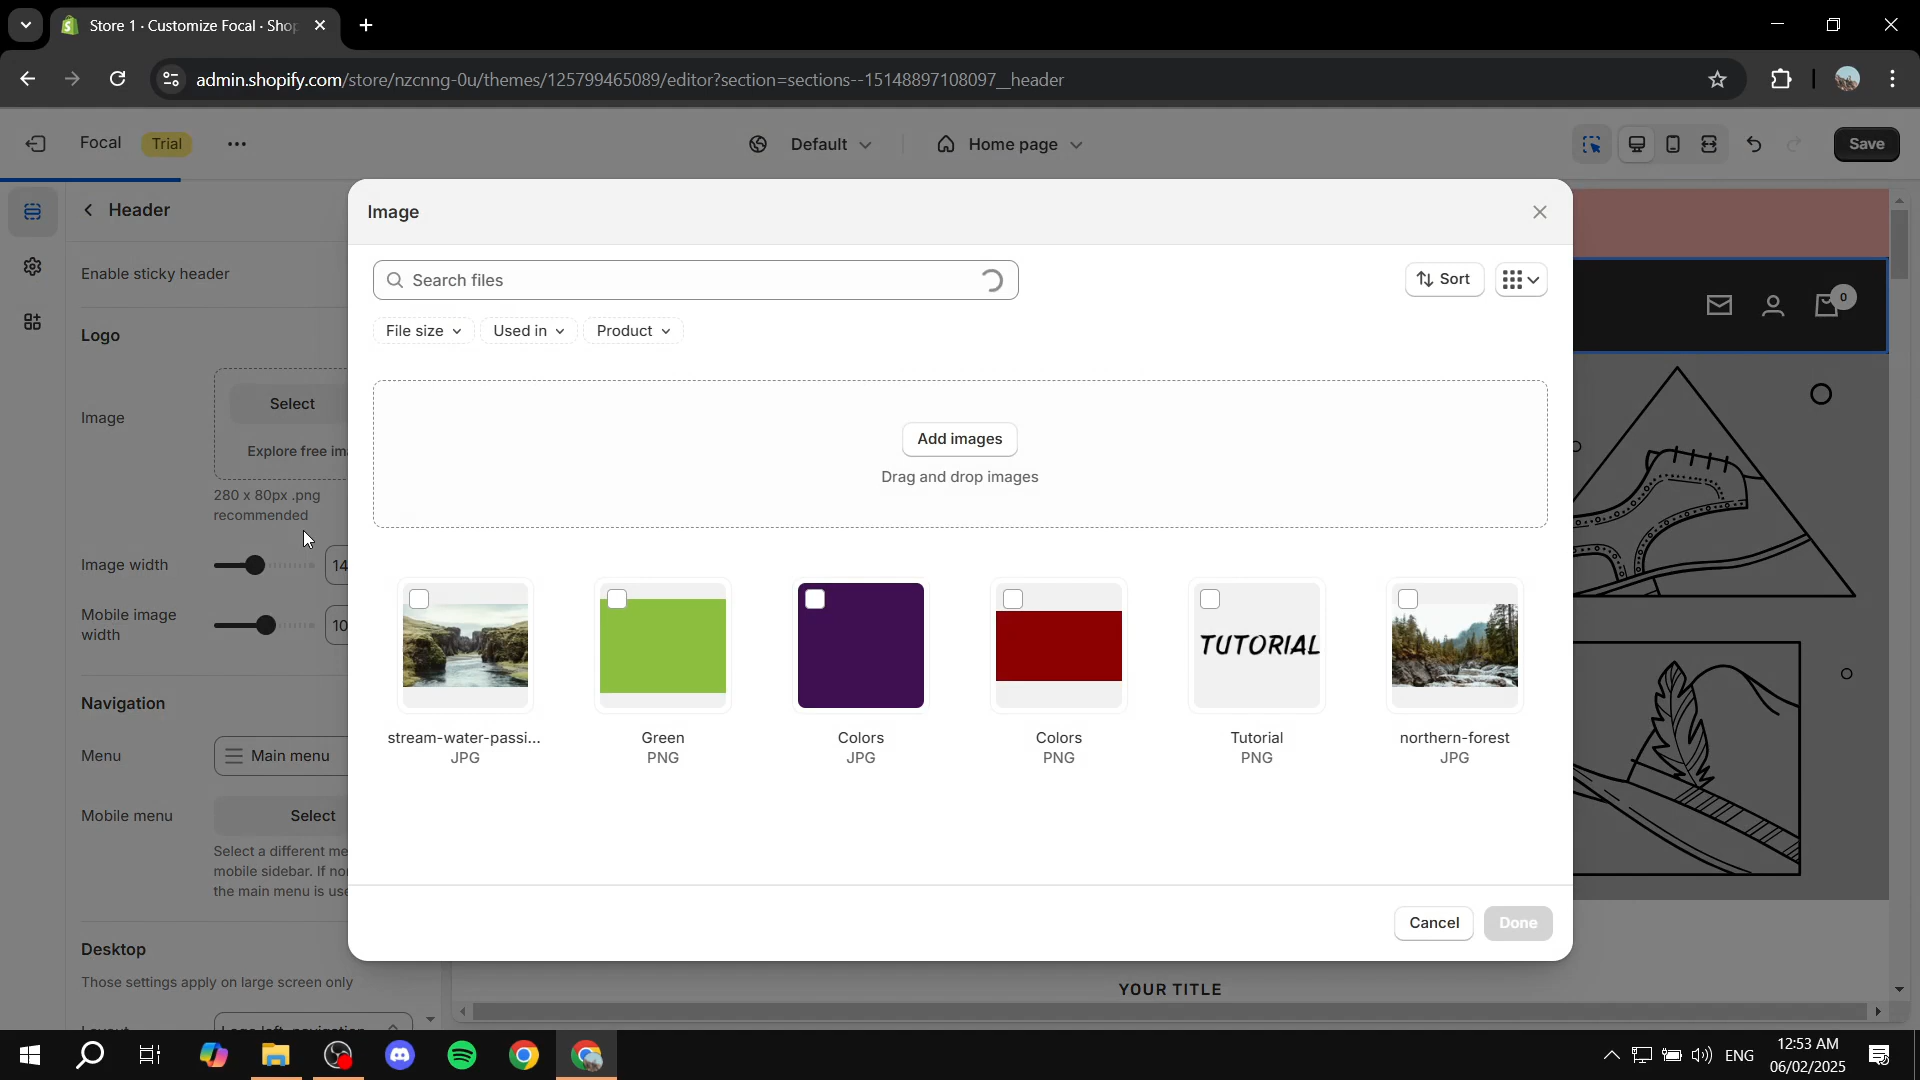 Store 1 · Customize Focal · Shop
admin.shopify.com/store/nzcnng-0u/themes/125799465089/editor?section=sections--15148897108097__header
Focal
Trial
Default
Home page
Save
Header
Enable sticky header
Logo
Image
Select
Explore free im
280 x 80px .png
recommended
Image width
14
Mobile image
width
10
Navigation
Menu
Main menu
Mobile menu
Select
Select a different me
mobile sidebar. If no
the main menu is use
Desktop
Those settings apply on large screen only
Image
Search files
Sort
File size
Used in
Product
Add images
Drag and drop images
TUTORIAL
stream-water-passi...
JPG
Green
PNG
Colors
JPG
Colors
PNG
Tutorial
PNG
northern-forest
JPG
Cancel
Done
0
YOUR TITLE
ENG
12:53 AM
06/02/2025